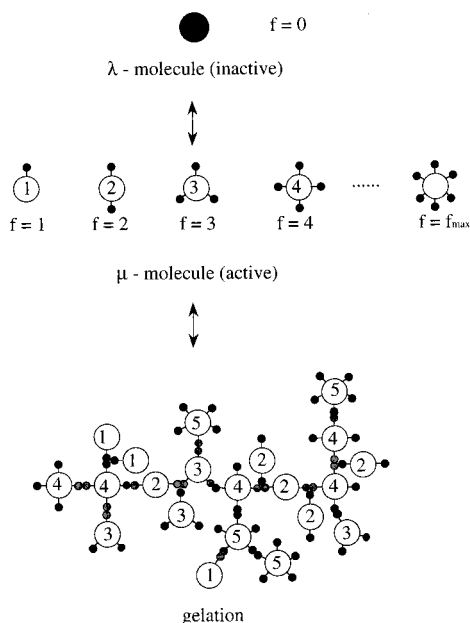 f = 0
λ - molecule (inactive)
1 2 3 4 ......
f = 1 f = 2 f = 3 f = 4 f = fmax
μ - molecule (active)
5
1 5 4
1 3 2 2
4 4 2 4 2 4
3 3 5 2 3
1 5
gelation